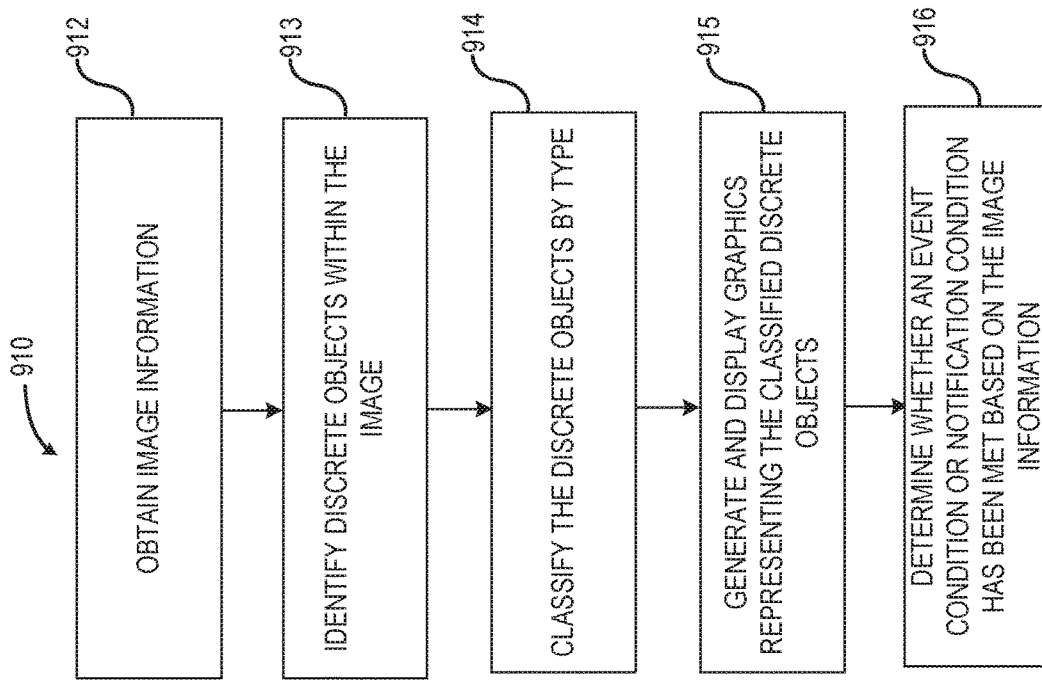 910
912
OBTAIN IMAGE INFORMATION
913
IDENTIFY DISCRETE OBJECTS WITHIN THE
IMAGE
914
CLASSIFY THE DISCRETE OBJECTS BY TYPE
915
GENERATE AND DISPLAY GRAPHICS
REPRESENTING THE CLASSIFIED DISCRETE
OBJECTS
916
DETERMINE WHETHER AN EVENT
CONDITION OR NOTIFICATION CONDITION
HAS BEEN MET BASED ON THE IMAGE
INFORMATION